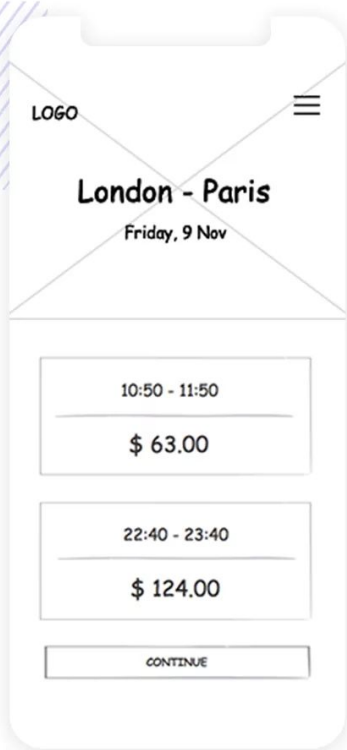 LOGO
London - Paris
Friday, 9 Nov
10:50 - 11:50
$ 63.00
22:40 - 23:40
$ 124.00
CONTINUE